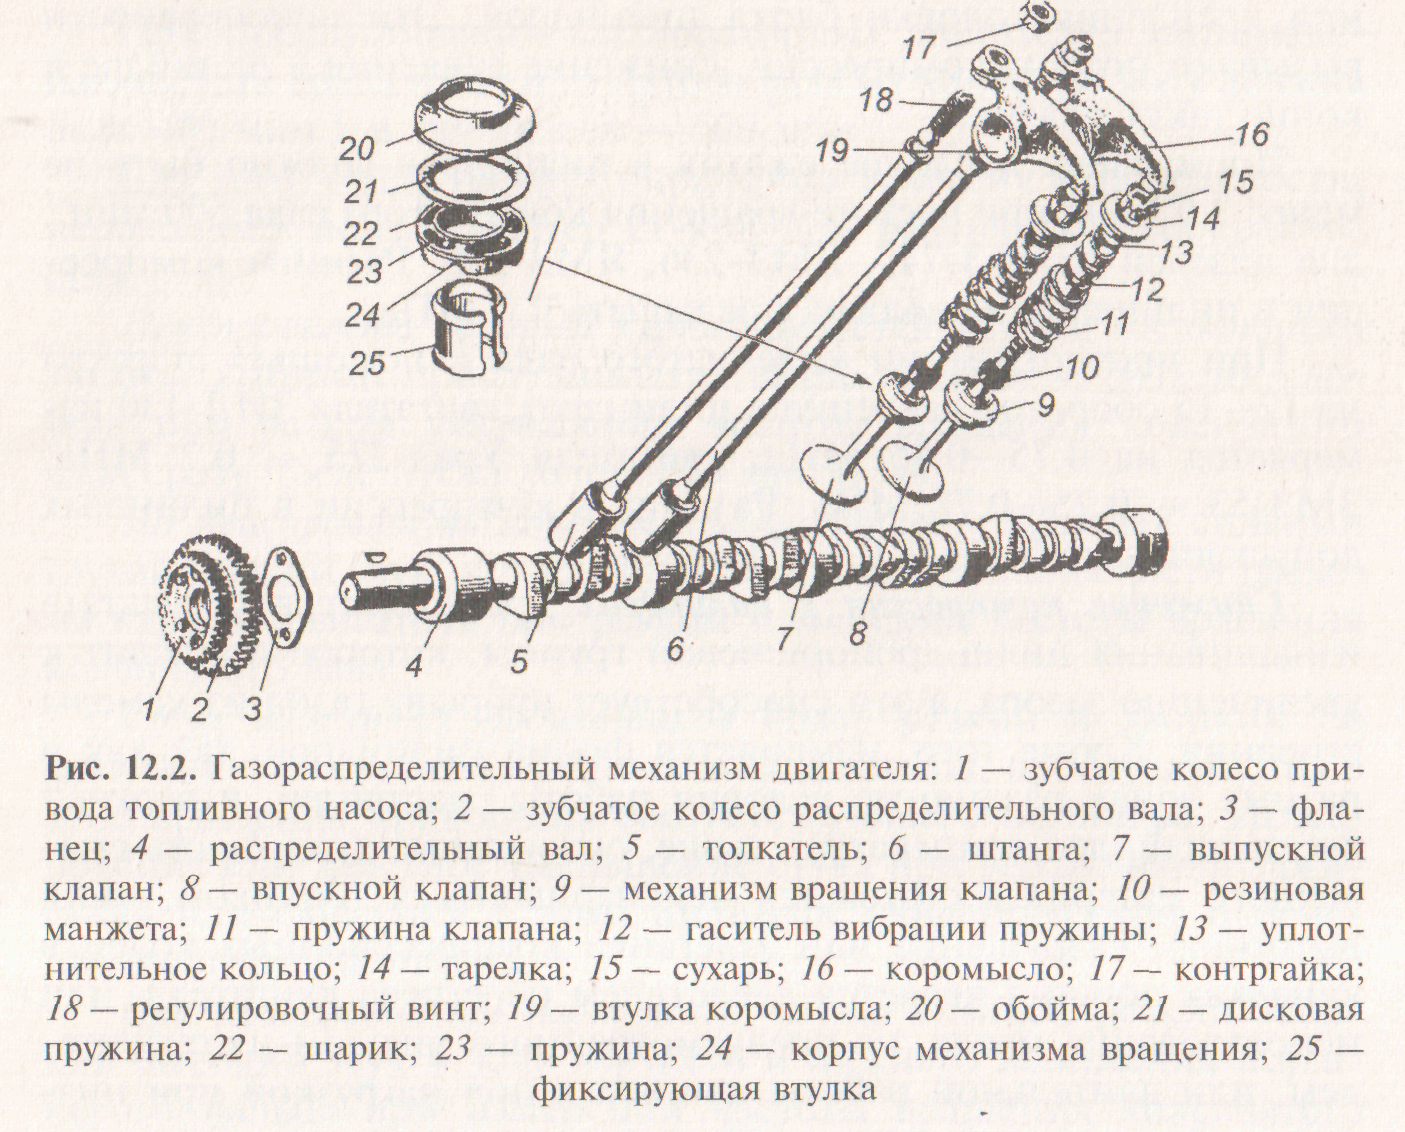 17
18
16
19
20
15
21
14
22
13
23
12
24
11
25
10
9
8
7
6
5
4
1 2 3
Рис. 12.2. Газораспределительный механизм двигателя: 1 — зубчатое колесо при-
вода топливного насоса; 2 — зубчатое колесо распределительного вала; 3 — фла-
нец; 4 — распределительный вал; 5 — толкатель; 6 — штанга; 7 — выпускной
клапан; 8 — впускной клапан; 9 — механизм вращения клапана; 10 — резиновая
манжета; 11 — пружина клапана; 12 — гаситель вибрации пружины; 13 — уплот-
нительное кольцо; 14 — тарелка; 15 — сухарь; 16 — коромысло; 17 — контргайка;
18 — регулировочный винт; 19 — втулка коромысла; 20 — обойма; 21 — дисковая
пружина; 22 — шарик; 23 — пружина; 24 — корпус механизма вращения; 25 —
фиксирующая втулка